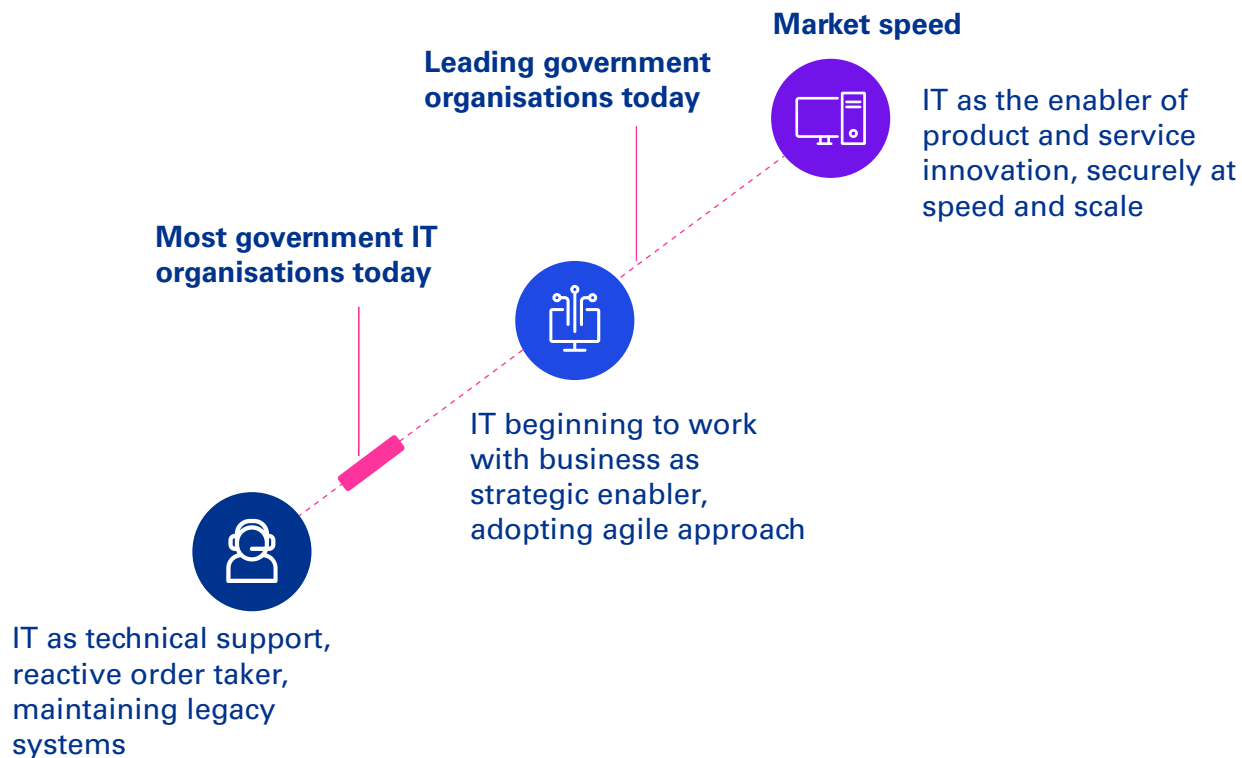 Market speed
IT as the enabler of
product and service
innovation, securely at
speed and scale
Leading government
organisations today
Most government IT
organisations today
IT beginning to work
with business as
strategic enabler,
adopting agile approach
IT as technical support,
reactive order taker,
maintaining legacy
systems